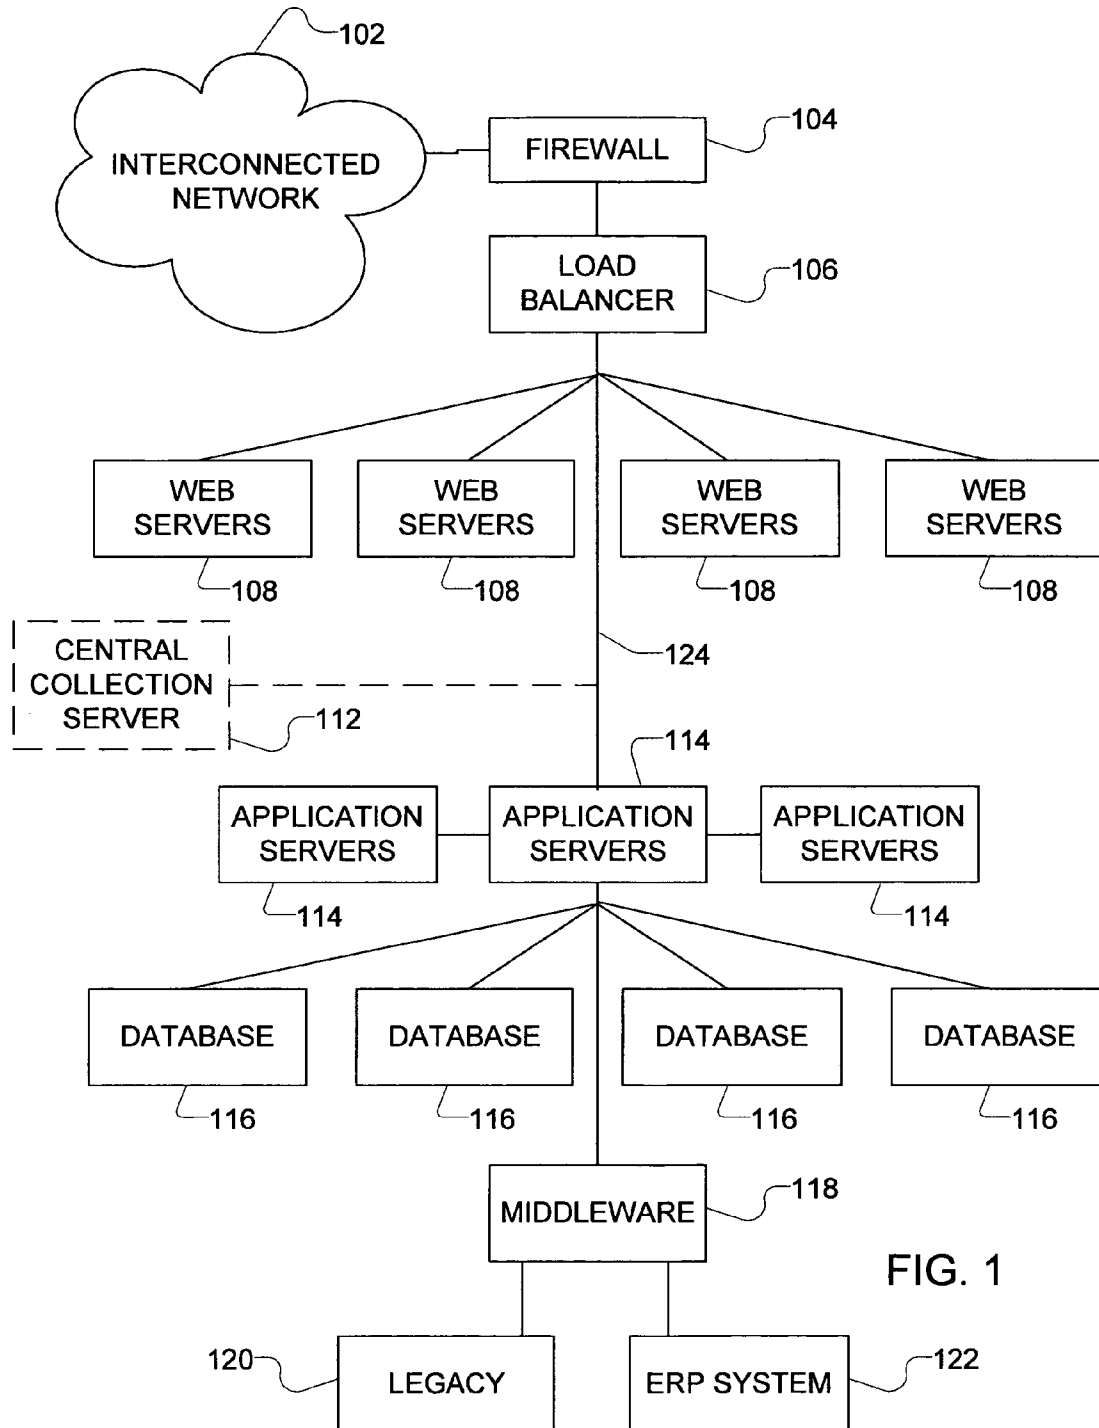 102
INTERCONNECTED
NETWORK
FIREWALL
104
LOAD
BALANCER
106
WEB
SERVERS
108
WEB
SERVERS
108
WEB
SERVERS
108
WEB
SERVERS
108
124
CENTRAL
COLLECTION
SERVER
112
114
APPLICATION
SERVERS
114
APPLICATION
SERVERS
APPLICATION
SERVERS
114
DATABASE
116
DATABASE
116
DATABASE
116
DATABASE
116
MIDDLEWARE
118
FIG. 1
120
LEGACY
ERP SYSTEM
122